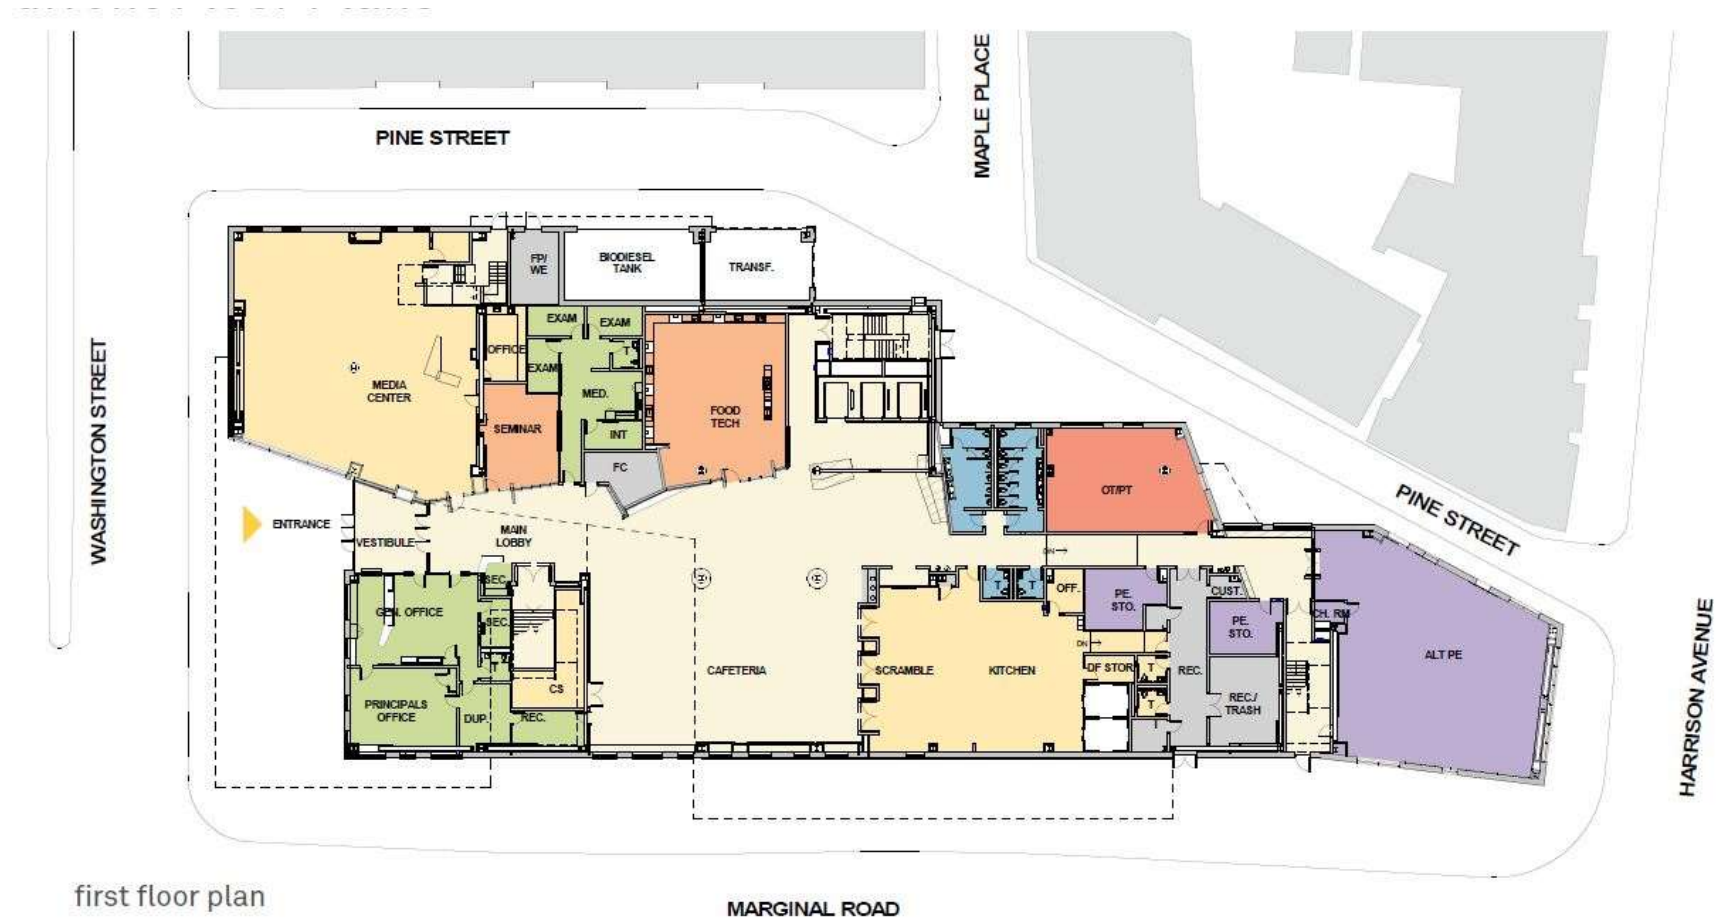 PINE STREET
MAPLE PLACE
WASHINGTON STREET
FP/
WE
BIODIESEL
TANK
TRANSF.
EXAM
EXAM
OFFICE
EXAM
T
MEDIA
CENTER
MED.
SEMINAR
INT
FOOD
TECH
FC
OT/PT
PINE STREET
ENTRANCE
VESTIBULE
MAIN
LOBBY
DN
SEC.
GEN. OFFICE
SEC.
T
T
T
OFF.
PE.
STO.
CUST.
PE.
STO.
CH. RM
ALT PE
HARRISON AVENUE
CAFETERIA
SCRAMBLE
KITCHEN
DN
DF STOR
T
T
REC.
REC./
TRASH
CS
PRINCIPALS
OFFICE
DUP.
REC.
first floor plan
MARGINAL ROAD